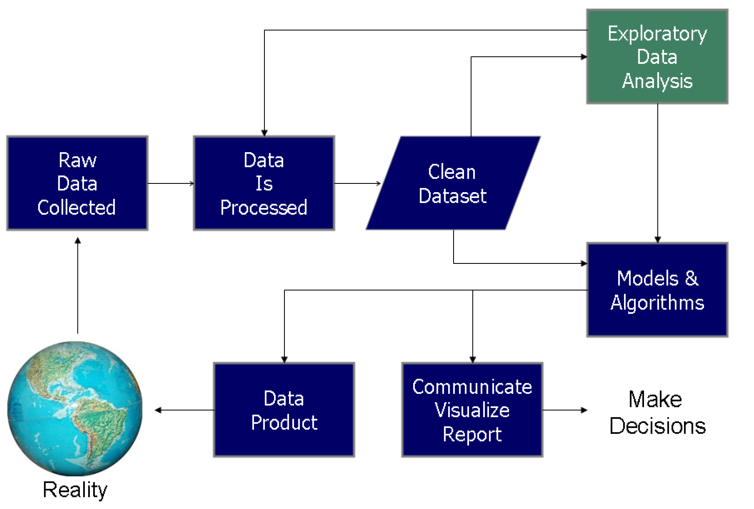 Exploratory
Data
Analysis
Raw
Data
Collected
Data
Is
Processed
Clean
Dataset
Models &
Algorithms
Data
Product
Communicate
Visualize
Report
Make
Decisions
Reality